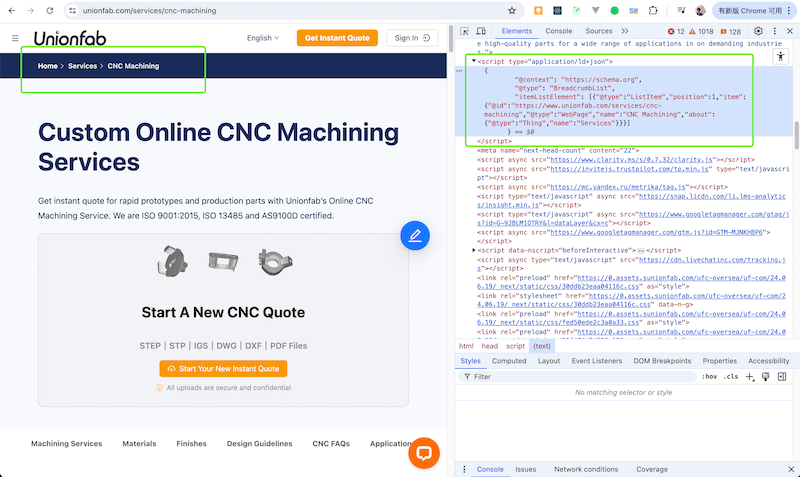 unionfab.com/services/cnc-machining
有新版 Chrome 可用
Unionfab
English
Get Instant Quote
Sign In
Home > Services > CNC Machining
Custom Online CNC Machining
Services
Get instant quote for rapid prototypes and production parts with Unionfab's Online CNC
Machining Service. We are ISO 9001:2015, ISO 13485 and AS9100D certified.
Start A New CNC Quote
STEP | STP | IGS | DWG | DXF | PDF Files
Start Your New Instant Quote
All uploads are secure and confidential
Machining Services Materials Finishes Design Guidelines CNC FAQs Application
Elements Console Sources >> 12 1018 128
e high-quality parts for a wide range of applications in on demanding industrie
s."
<script type="application/ld+json">
{
"@context": "https://schema.org",
"@type": "BreadcrumbList",
"itemListElement": [{"@type":"ListItem","position":1,"item":
{"@id":"https://www.unionfab.com/services/cnc-
machining","@type":"WebPage","name":"CNC Machining","about":
{"@type":"Thing","name":"Services"}}}]
} == $0
</script>
<meta name="next-head-count" content="22">
<script async src="https://www.clarity.ms/s/0.7.32/clarity.js"></script>
<script async src="https://invitejs.trustpilot.com/tp.min.js" type="text/javascri
pt"></script>
<script async src="https://mc.yandex.ru/metrika/tag.js"></script>
<script type="text/javascript" async src="https://snap.licdn.com/li.lms-analytic
s/insight.min.js"></script>
<script type="text/javascript" async src="https://www.googletagmanager.com/gtag/j
s?id=G-9JBLM1QTRY&l=dataLayer&cx=c"></script>
<script async src="https://www.googletagmanager.com/gtm.js?id=GTM-MJNKHBP6">
</script>
<script data-nscript="beforeInteractive">…</script>
<script async type="text/javascript" src="https://cdn.livechatinc.com/tracking.j
s"></script>
<link rel="preload" href="https://0.assets.sunionfab.com/ufc-oversea/ufc-com/24.0
6.19/_next/static/css/30ddb23eaa04116c.css" as="style">
<link rel="stylesheet" href="https://0.assets.sunionfab.com/ufc-oversea/ufc-com/2
4.06.19/_next/static/css/30ddb23eaa04116c.css" data-n-g>
<link rel="preload" href="https://0.assets.sunionfab.com/ufc-oversea/ufc-com/24.0
6.19/_next/static/css/fed50ede2c3a0a33.css" as="style">
html head script (text)
Styles Computed Layout Event Listeners DOM Breakpoints Properties Accessibility
Filter :hov .cls
No matching selector or style
Console Issues Network conditions Coverage